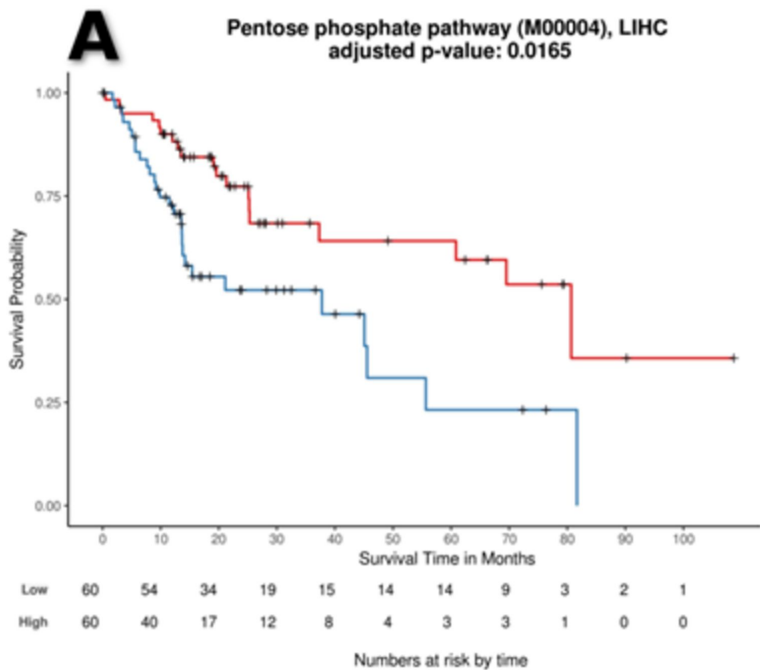 A
Pentose phosphate pathway (M00004), LIHC
adjusted p-value: 0.0165
Survival Probability
1.00
0.75
0.50
0.25
0.00
0 10 20 30 40 50 60 70 80 90 100
Survival Time in Months
Low 60 54 34 19 15 14 14 9 3 2 1
High 60 40 17 12 8 4 3 3 1 0 0
Numbers at risk by time